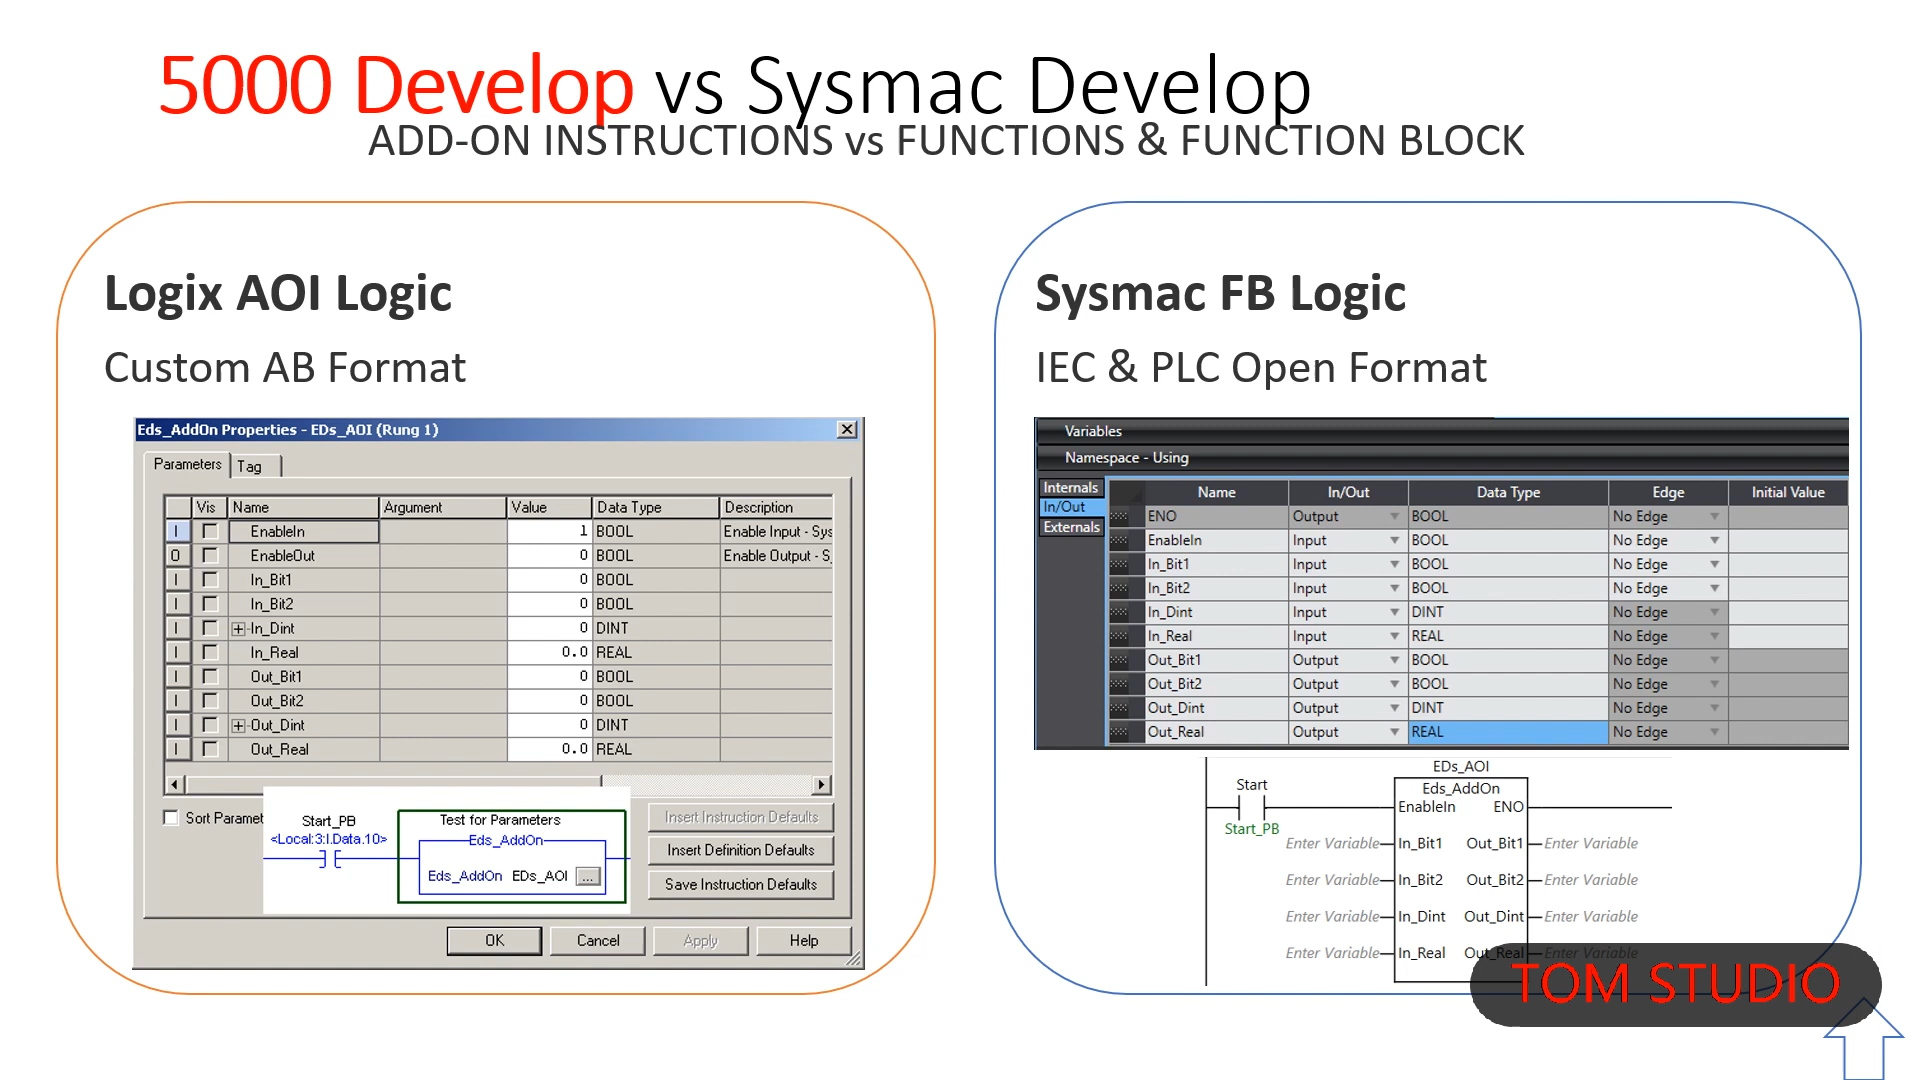 5000 Develop vs Sysmac Develop
ADD-ON INSTRUCTIONS vs FUNCTIONS & FUNCTION BLOCK
Logix AOI Logic
Custom AB Format
Eds_AddOn Properties - EDs_AOI (Rung 1)
Parameters Tag
Vis Name Argument Value Data Type Description
I EnableIn 1 BOOL Enable Input - Sys
O EnableOut 0 BOOL Enable Output - S
I In_Bit1 0 BOOL
I In_Bit2 0 BOOL
I In_Dint 0 DINT
I In_Real 0.0 REAL
I Out_Bit1 0 BOOL
I Out_Bit2 0 BOOL
I Out_Dint 0 DINT
I Out_Real 0.0 REAL
Sort Paramet
Start_PB
<Local:3:I.Data.10>
Test for Parameters
Eds_AddOn
Eds_AddOn EDs_AOI ...
Insert Instruction Defaults
Insert Definition Defaults
Save Instruction Defaults
OK Cancel Apply Help
Sysmac FB Logic
IEC & PLC Open Format
Variables
Namespace - Using
Internals
In/Out
Externals
Name In/Out Data Type Edge Initial Value
ENO Output BOOL No Edge
EnableIn Input BOOL No Edge
In_Bit1 Input BOOL No Edge
In_Bit2 Input BOOL No Edge
In_Dint Input DINT No Edge
In_Real Input REAL No Edge
Out_Bit1 Output BOOL No Edge
Out_Bit2 Output BOOL No Edge
Out_Dint Output DINT No Edge
Out_Real Output REAL No Edge
EDs_AOI
Start
Start_PB
Eds_AddOn
EnableIn ENO
Enter Variable In_Bit1 Out_Bit1 Enter Variable
Enter Variable In_Bit2 Out_Bit2 Enter Variable
Enter Variable In_Dint Out_Dint Enter Variable
Enter Variable In_Real Out_Real Enter Variable
TOM STUDIO